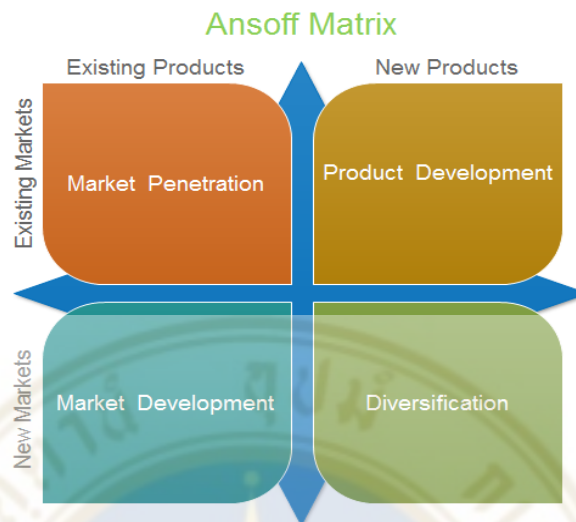 Ansoff Matrix
Existing Products
New Products
Existing Markets
Market Penetration
Product Development
New Markets
Market Development
Diversification